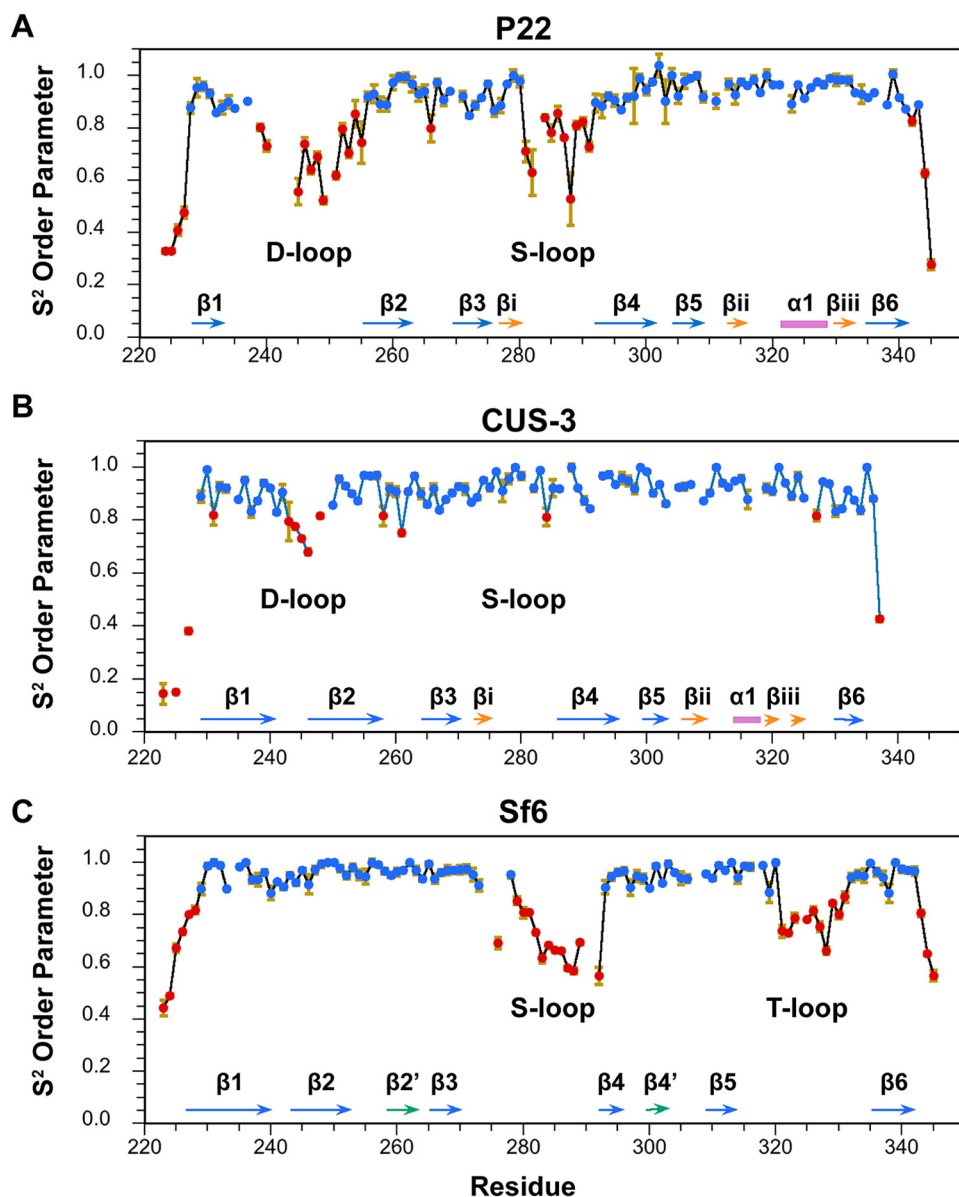 A
P22
S² Order Parameter
1.0
0.8
0.6
0.4
0.2
0.0
D-loop
S-loop
β1
β2
β3
βi
β4
β5
βii
α1
βiii
β6
220
240
260
280
300
320
340
B
CUS-3
S² Order Parameter
1.0
0.8
0.6
0.4
0.2
0.0
D-loop
S-loop
β1
β2
β3
βi
β4
β5
βii
α1
βiii
β6
220
240
260
280
300
320
340
C
Sf6
S² Order Parameter
1.0
0.8
0.6
0.4
0.2
0.0
S-loop
T-loop
β1
β2
β2’
β3
β4
β4’
β5
β6
220
240
260
280
300
320
340
Residue